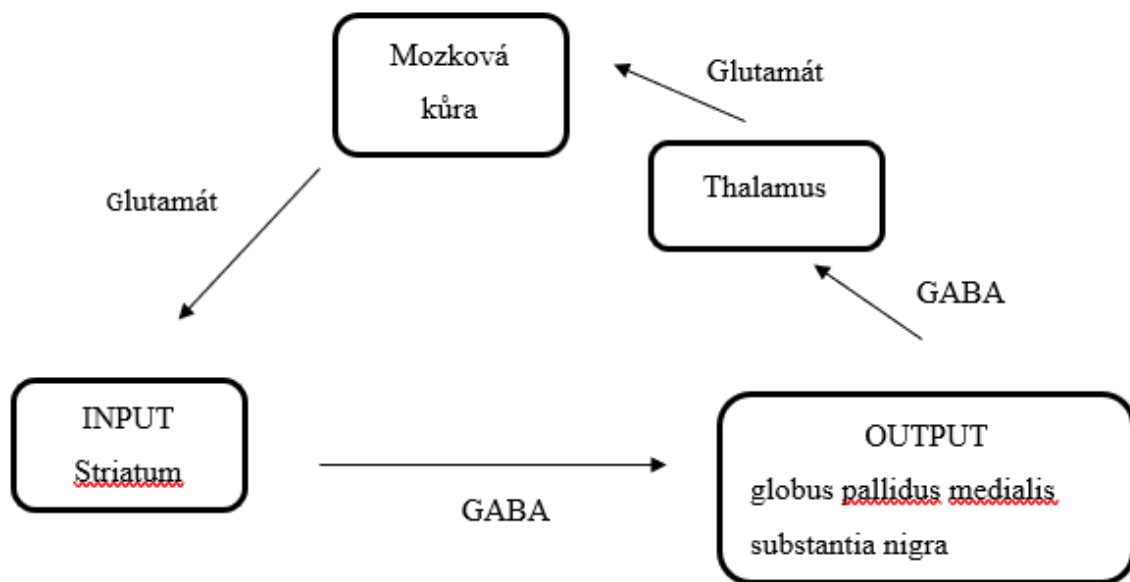 Mozková
kůra
Glutamát
Thalamus
Glutamát
GABA
INPUT
Striatum
GABA
OUTPUT
globus pallidus medialis
substantia nigra